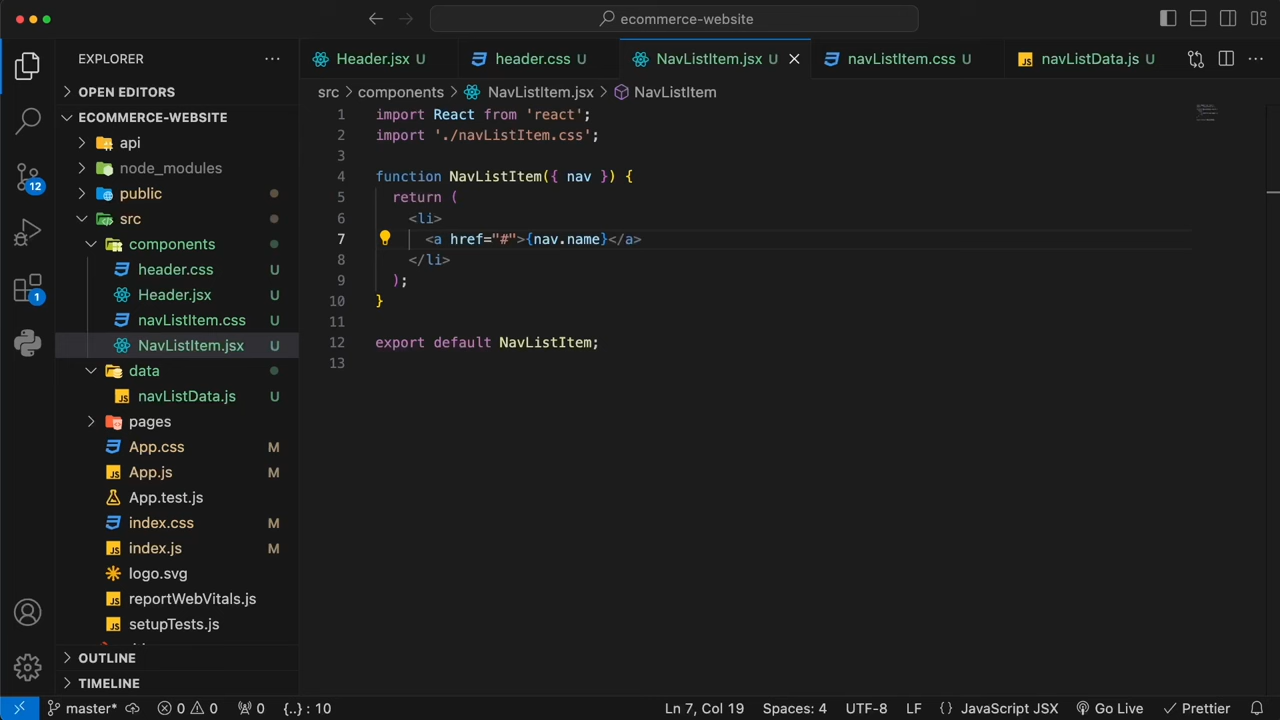 ecommerce-website
EXPLORER
Header.jsx U
header.css U
NavListItem.jsx U
navListItem.css U
navListData.js U
OPEN EDITORS
src > components > NavListItem.jsx > NavListItem
ECOMMERCE-WEBSITE
api
node_modules
public
src
components
header.css U
Header.jsx U
navListItem.css U
NavListItem.jsx U
data
navListData.js U
pages
App.css M
App.js M
App.test.js
index.css M
index.js M
logo.svg
reportWebVitals.js
setupTests.js
OUTLINE
TIMELINE
12
1
1 import React from 'react';
2 import './navListItem.css';
3
4 function NavListItem({ nav }) {
5 return (
6 <li>
7 <a href="#">{nav.name}</a>
8 </li>
9 );
10 }
11
12 export default NavListItem;
13
master* 0 0 0 {..} : 10 Ln 7, Col 19 Spaces: 4 UTF-8 LF {} JavaScript JSX Go Live Prettier